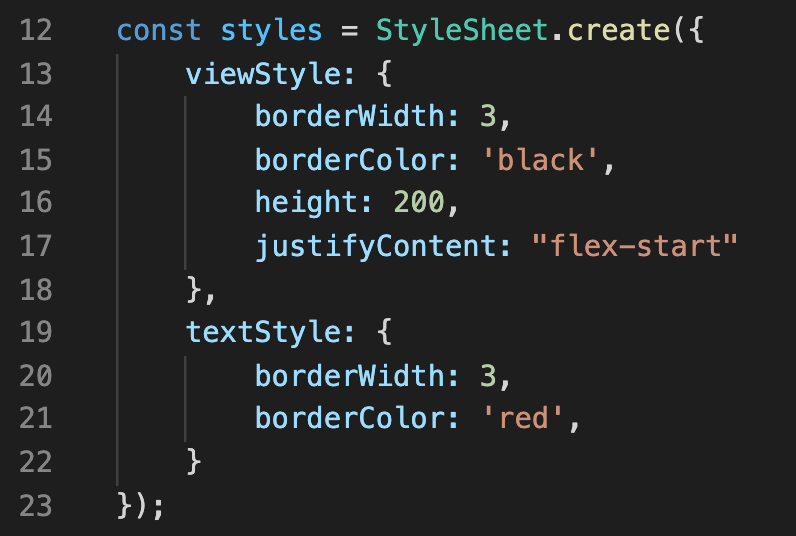 12 const styles = StyleSheet.create({
13 viewStyle: {
14 borderWidth: 3,
15 borderColor: 'black',
16 height: 200,
17 justifyContent: "flex-start"
18 },
19 textStyle: {
20 borderWidth: 3,
21 borderColor: 'red',
22 }
23 });